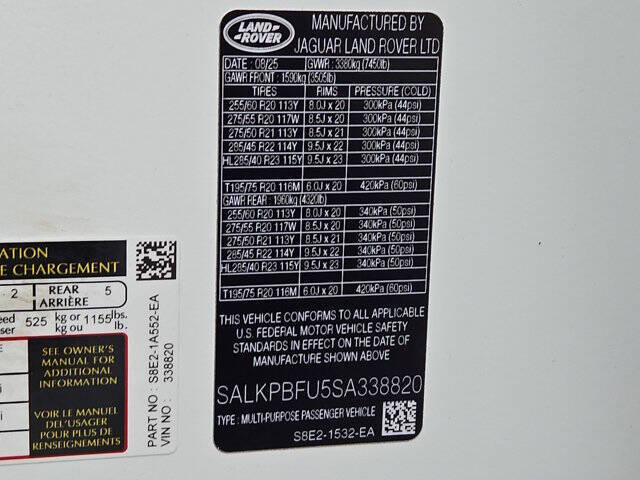 LAND-
ROVER
MANUFACTURED BY
JAGUAR LAND ROVER LTD
DATE : 08/25 GVWR : 3380kg (7450lb)
GAWR FRONT : 1590kg (3505lb)
TIRES RIMS PRESSURE (COLD)
255/60 R20 113Y 8.0J x 20 300kPa (44psi)
275/55 R20 117W 8.5J x 20 300kPa (44psi)
275/50 R21 113Y 8.5J x 21 300kPa (44psi)
285/45 R22 114Y 9.5J x 22 300kPa (44psi)
HL285/40 R23 115Y 9.5J x 23 300kPa (44psi)
T195/75 R20 116M 6.0J x 20 420kPa (60psi)
GAWR REAR : 1960kg (4320lb)
255/60 R20 113Y 8.0J x 20 340kPa (50psi)
275/55 R20 117W 8.5J x 20 340kPa (50psi)
275/50 R21 113Y 8.5J x 21 340kPa (50psi)
285/45 R22 114Y 9.5J x 22 340kPa (50psi)
HL285/40 R23 115Y 9.5J x 23 340kPa (50psi)
T195/75 R20 116M 6.0J x 20 420kPa (60psi)
THIS VEHICLE CONFORMS TO ALL APPLICABLE
U.S. FEDERAL MOTOR VEHICLE SAFETY
STANDARDS IN EFFECT ON THE DATE OF
MANUFACTURE SHOWN ABOVE.
SALKPBFU5SA338820
TYPE : MULTI-PURPOSE PASSENGER VEHICLE
S8E2-1532-EA
ATION
E CHARGEMENT
2 REAR 5
ARRIÈRE
eed 525 kg or 1155 lbs.
ser kg ou lb.
SEE OWNER'S
MANUAL FOR
ADDITIONAL
INFORMATION
VOIR LE MANUEL
DEL'USAGER
POUR PLUS DE
RENSEIGNEMENTS
PART NO : S8E2-1A552-EA
VIN NO : 338820